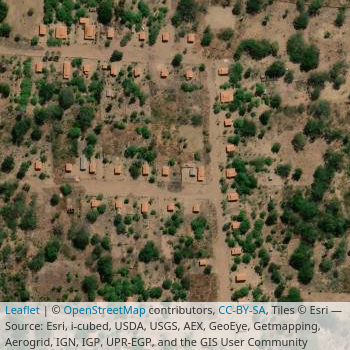 Leaflet | © OpenStreetMap contributors, CC-BY-SA, Tiles © Esri —
Source: Esri, i-cubed, USDA, USGS, AEX, GeoEye, Getmapping,
Aerogrid, IGN, IGP, UPR-EGP, and the GIS User Community